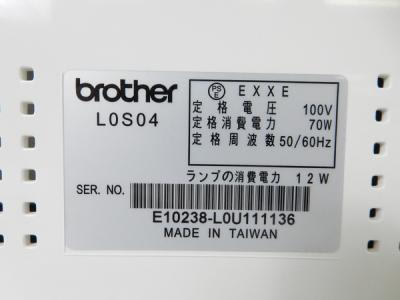 brother
L0S04
PS
E EXXE
定格電圧 100V
定格消費電力 70W
定格周波数 50/60Hz
ランプの消費電力 12W
SER. NO.
E10238-L0U111136
MADE IN TAIWAN